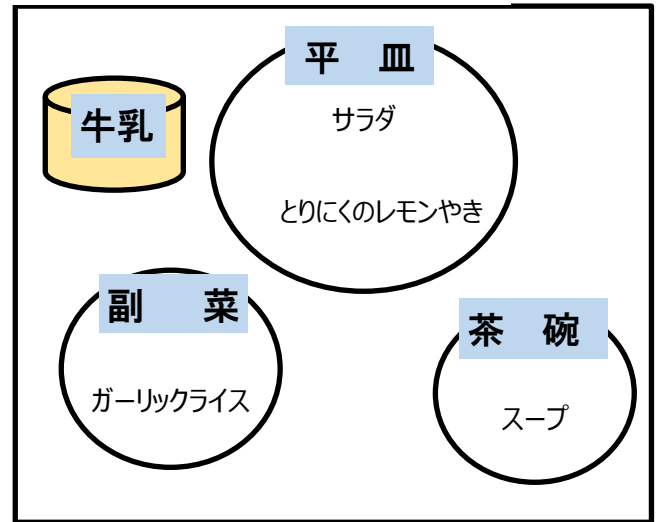 平 皿
牛乳
サラダ
とりにくのレモンやき
副 菜
ガーリックライス
茶 碗
スープ